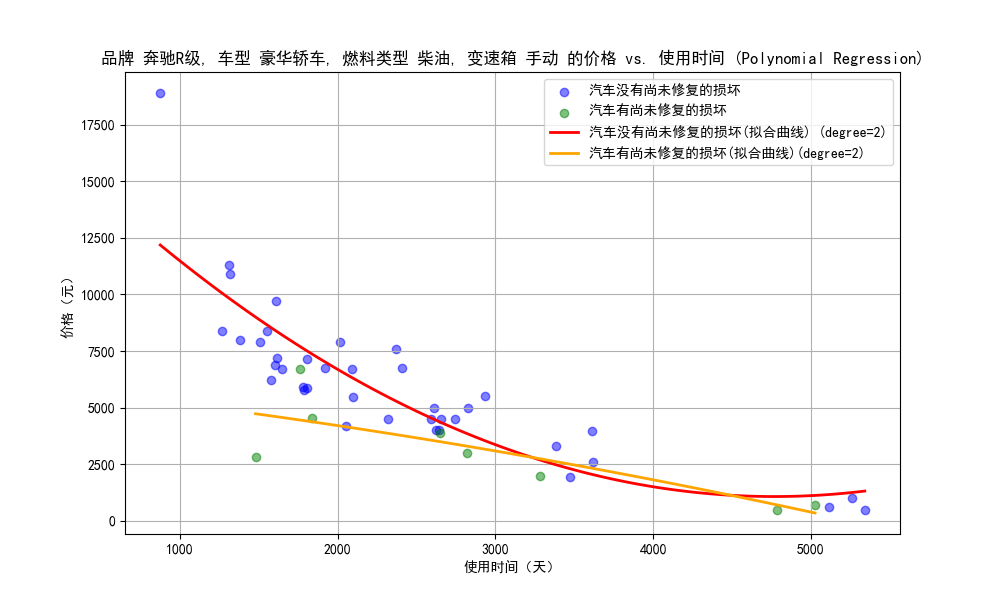 品牌 奔驰R级, 车型 豪华轿车, 燃料类型 柴油, 变速箱 手动 的价格 vs. 使用时间 (Polynomial Regression)
汽车没有尚未修复的损坏
汽车有尚未修复的损坏
汽车没有尚未修复的损坏(拟合曲线) (degree=2)
汽车有尚未修复的损坏(拟合曲线)(degree=2)
价格（元）
17500
15000
12500
10000
7500
5000
2500
0
1000
2000
3000
4000
5000
使用时间（天）